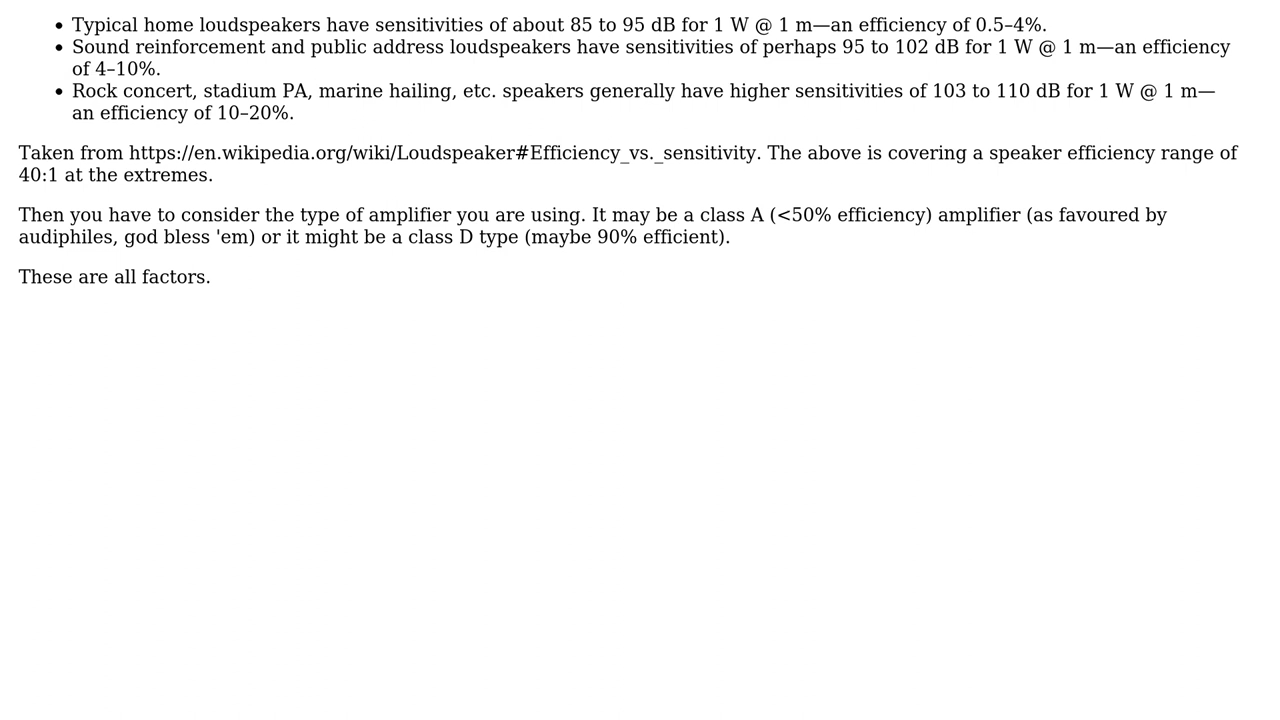 • Typical home loudspeakers have sensitivities of about 85 to 95 dB for 1 W @ 1 m—an efficiency of 0.5–4%.
• Sound reinforcement and public address loudspeakers have sensitivities of perhaps 95 to 102 dB for 1 W @ 1 m—an efficiency
of 4–10%.
• Rock concert, stadium PA, marine hailing, etc. speakers generally have higher sensitivities of 103 to 110 dB for 1 W @ 1 m—
an efficiency of 10–20%.
Taken from https://en.wikipedia.org/wiki/Loudspeaker#Efficiency_vs._sensitivity. The above is covering a speaker efficiency range of
40:1 at the extremes.
Then you have to consider the type of amplifier you are using. It may be a class A (<50% efficiency) amplifier (as favoured by
audiphiles, god bless 'em) or it might be a class D type (maybe 90% efficient).
These are all factors.